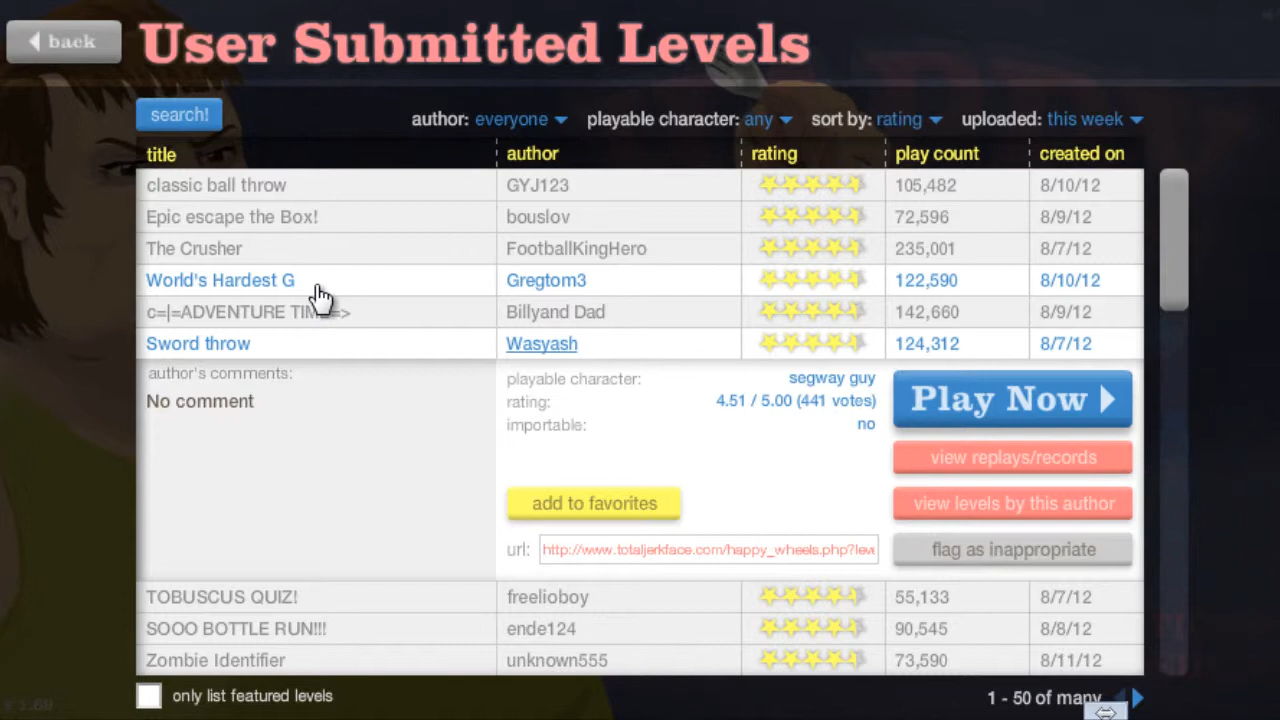 back
User Submitted Levels
search!
author: everyone playable character: any sort by: rating uploaded: this week
title author rating play count created on
classic ball throw GYJ123 105,482 8/10/12
Epic escape the Box! bouslov 72,596 8/9/12
The Crusher FootballKingHero 235,001 8/7/12
World's Hardest G Gregtom3 122,590 8/10/12
c=|=ADVENTURE TIME=> Billyand Dad 142,660 8/9/12
Sword throw Wasyash 124,312 8/7/12
author's comments: playable character: segway guy Play Now
No comment rating: 4.51 / 5.00 (441 votes)
importable: no
view replays/records
add to favorites view levels by this author
url: http://www.totaljerkface.com/happy_wheels.php?leve flag as inappropriate
TOBUSCUS QUIZ! freelioboy 55,133 8/7/12
SOOO BOTTLE RUN!!! ende124 90,545 8/8/12
Zombie Identifier unknown555 73,590 8/11/12
only list featured levels 1 - 50 of many